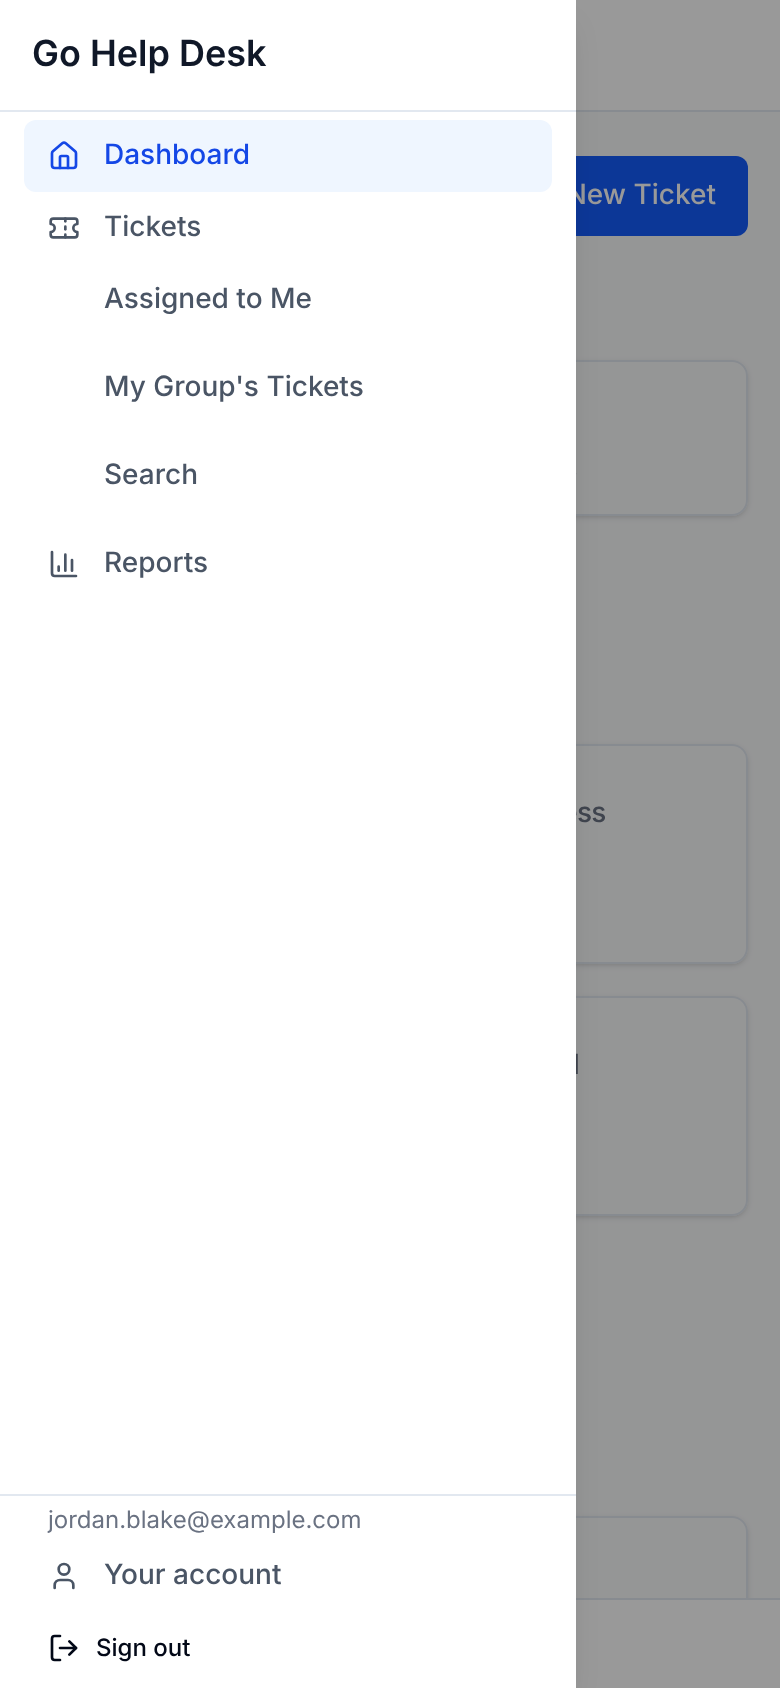 Go Help Desk
Dashboard
New Ticket
Tickets
Assigned to Me
My Group's Tickets
Search
Reports
jordan.blake@example.com
Your account
Sign out